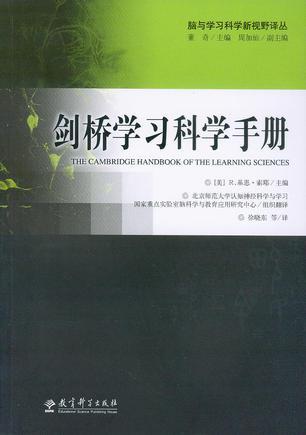 脑与学习科学新视野译丛
董 奇/主编 周加仙/副主编
剑桥学习科学手册
THE CAMBRIDGE HANDBOOK OF THE LEARNING SCIENCES
[美] R.基思·索耶/主编
北京师范大学认知神经科学与学习
国家重点实验室脑科学与教育应用研究中心/组织翻译
徐晓东 等/译
教育科学出版社
Educational Science Publishing House